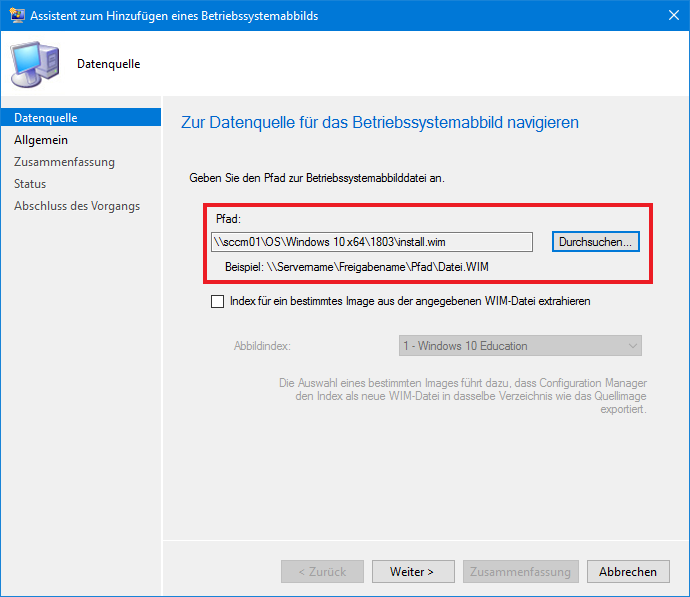 Assistent zum Hinzufügen eines Betriebssystemabbilds
Datenquelle
Datenquelle
Allgemein
Zusammenfassung
Status
Abschluss des Vorgangs
Zur Datenquelle für das Betriebssystemabbild navigieren
Geben Sie den Pfad zur Betriebssystemabbilddatei an.
Pfad:
\\sccm01\OS\Windows 10 x64\1803\install.wim
Durchsuchen...
Beispiel: \\Servername\Freigabename\Pfad\Datei.WIM
Index für ein bestimmtes Image aus der angegebenen WIM-Datei extrahieren
Abbildindex:
1 - Windows 10 Education
Die Auswahl eines bestimmten Images führt dazu, dass Configuration Manager
den Index als neue WIM-Datei in dasselbe Verzeichnis wie das Quellimage
exportiert.
< Zurück
Weiter >
Zusammenfassung
Abbrechen